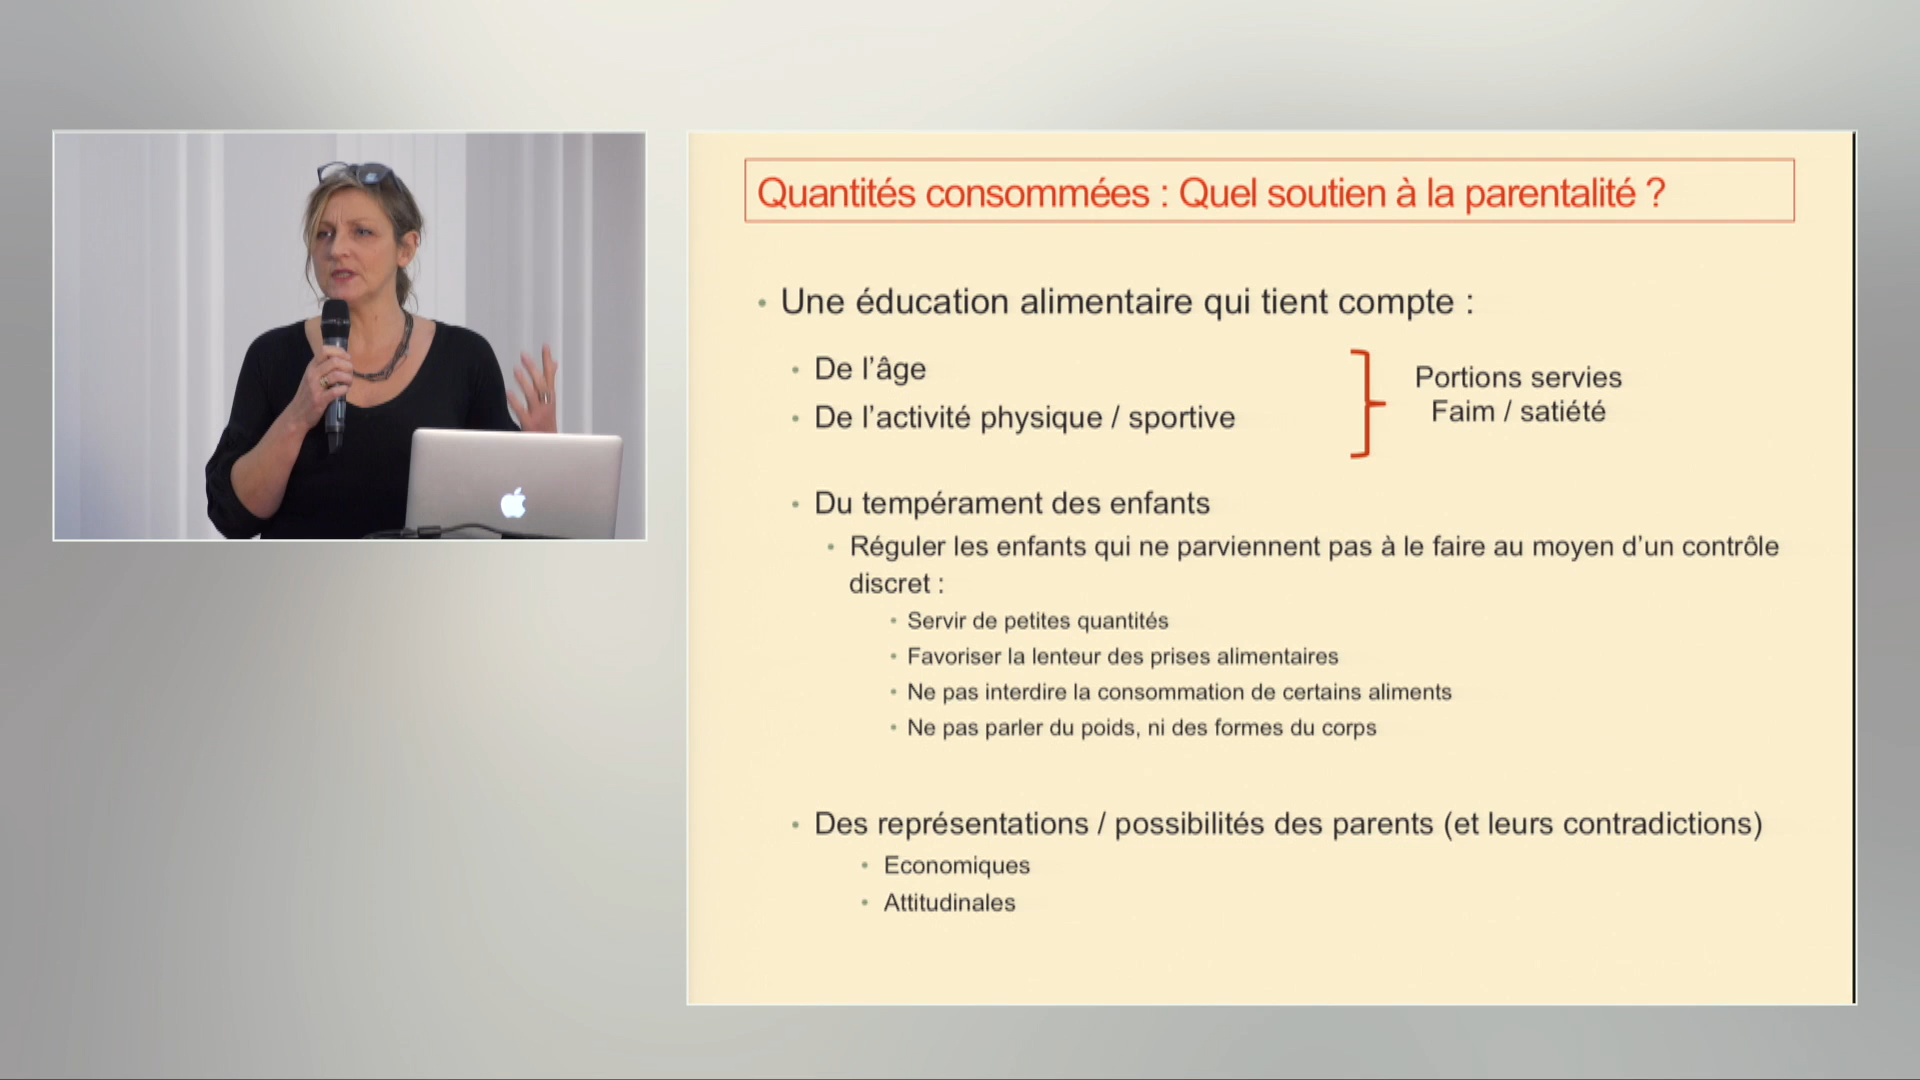 Quantités consommées : Quel soutien à la parentalité ?
Une éducation alimentaire qui tient compte :
De l’âge
De l’activité physique / sportive
Portions servies
Faim / satiété
Du tempérament des enfants
Réguler les enfants qui ne parviennent pas à le faire au moyen d’un contrôle
discret :
Servir de petites quantités
Favoriser la lenteur des prises alimentaires
Ne pas interdire la consommation de certains aliments
Ne pas parler du poids, ni des formes du corps
Des représentations / possibilités des parents (et leurs contradictions)
Economiques
Attitudinales